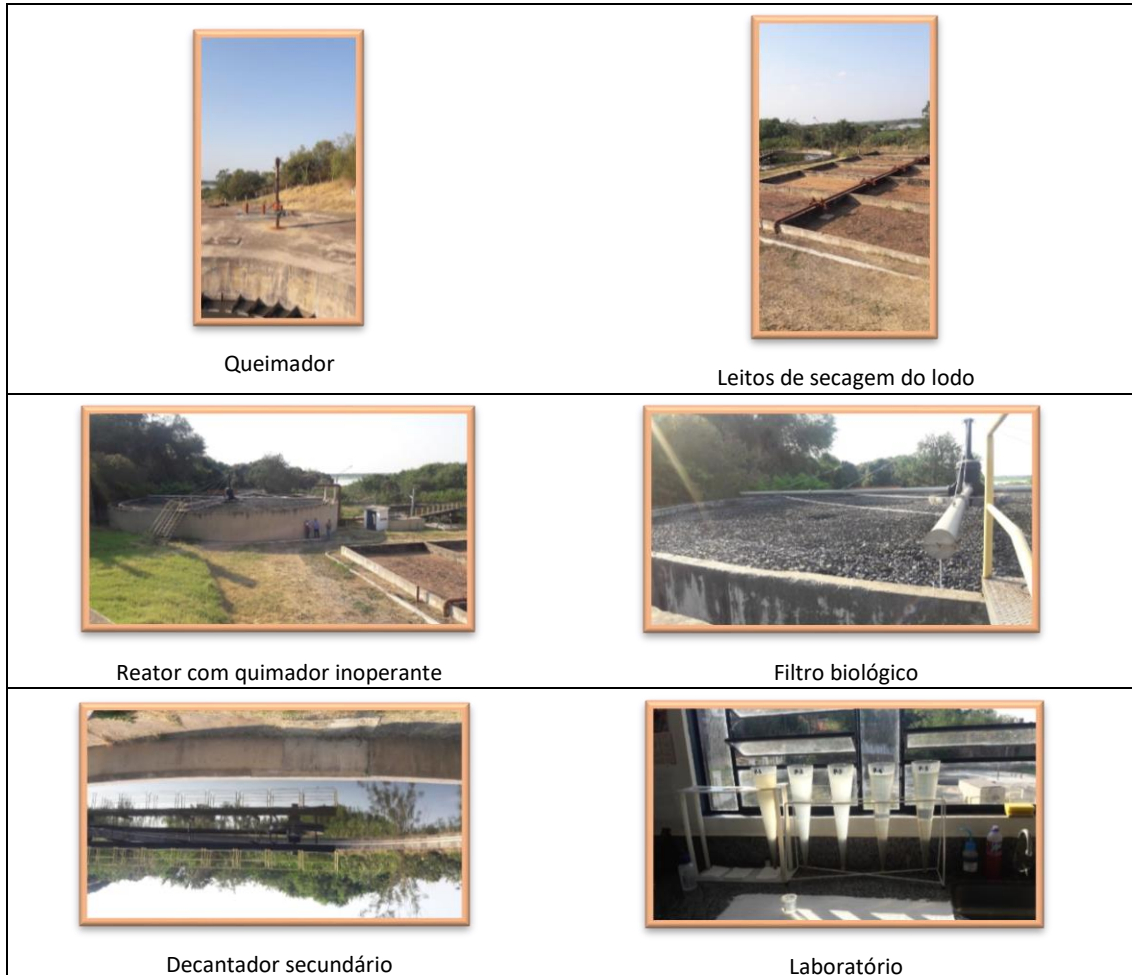 Queimador
Leitos de secagem do lodo
Reator com quimador inoperante
Filtro biológico
Decantador secundário
Laboratório